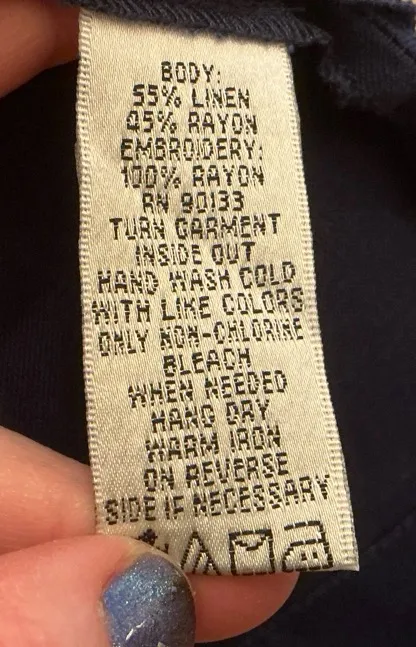 BODY:
55% LINEN
45% RAYON
EMBROIDERY:
100% RAYON
RN 90133
TURN GARMENT
INSIDE OUT
HAND WASH COLD
WITH LIKE COLORS
ONLY NON-CHLORINE
BLEACH
WHEN NEEDED
HANG DRY
WARM IRON
ON REVERSE
SIDE IF NECESSARY